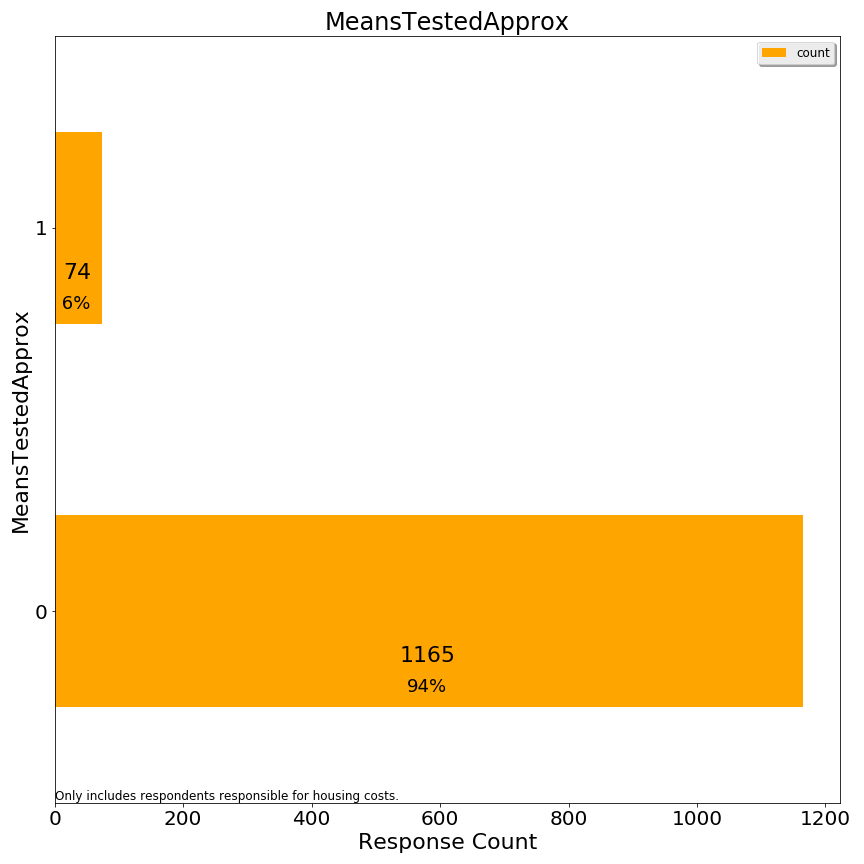 MeansTestedApprox
count
1
74
6%
MeansTestedApprox
0
1165
94%
Only includes respondents responsible for housing costs.
0 200 400 600 800 1000 1200
Response Count